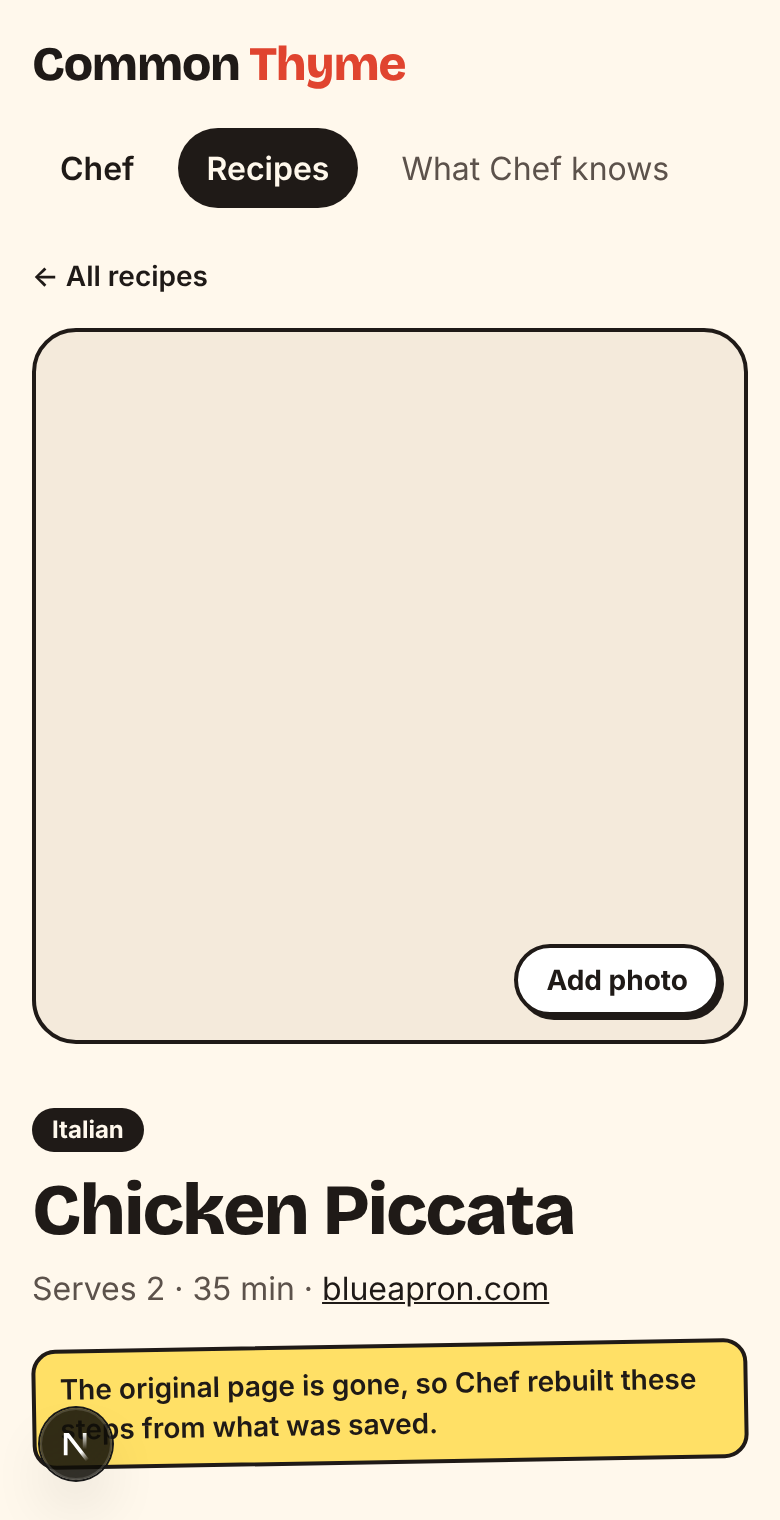 Common Thyme
Chef Recipes What Chef knows
← All recipes
Add photo
Italian
Chicken Piccata
Serves 2 · 35 min · blueapron.com
The original page is gone, so Chef rebuilt these
steps from what was saved.
N